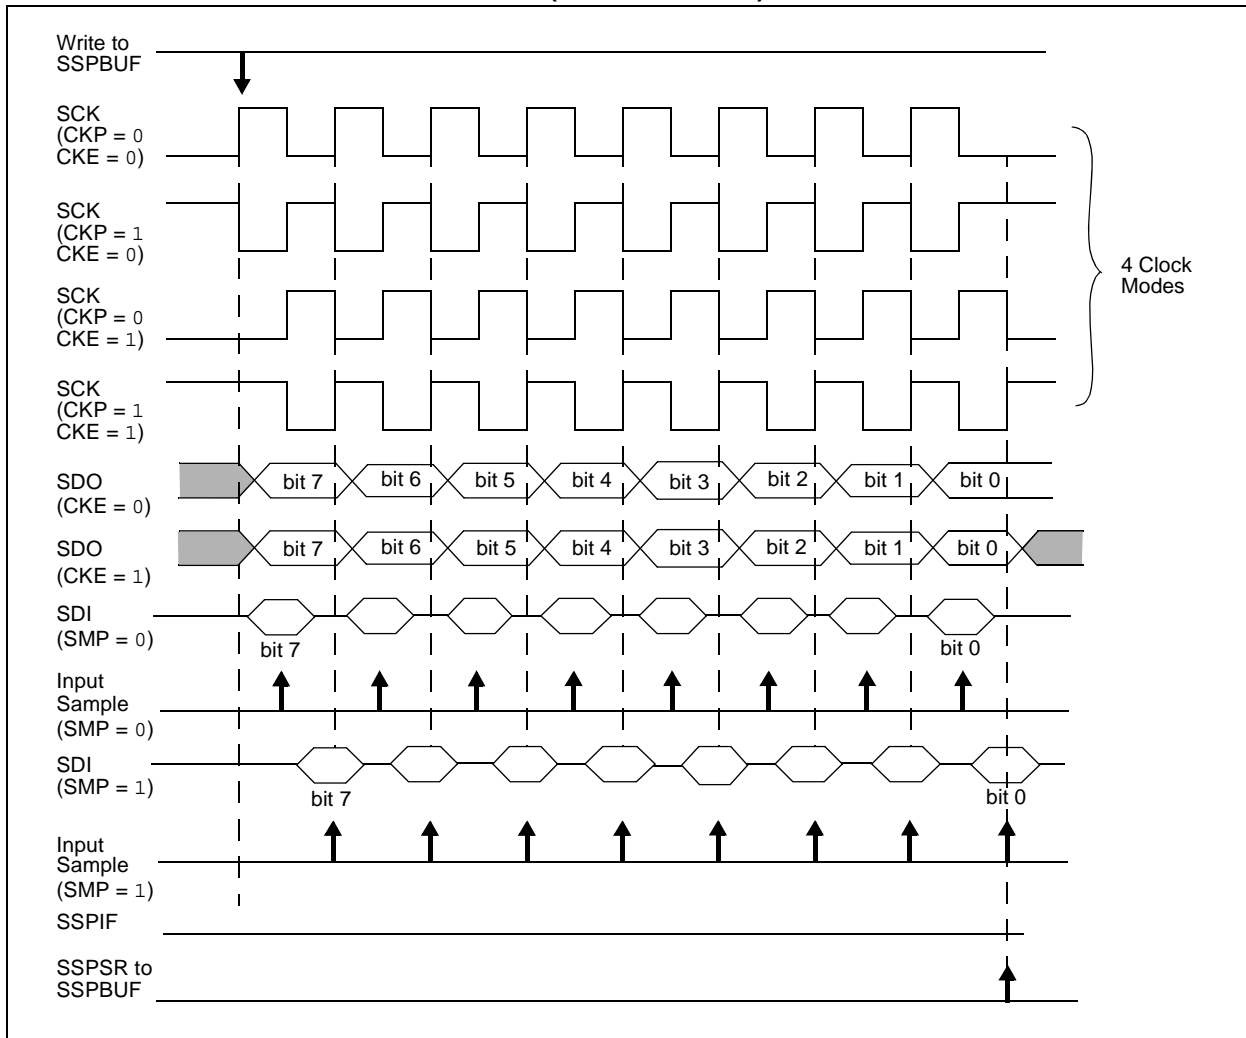 Write to
SSPBUF
SCK
(CKP = 0
CKE = 0)
SCK
(CKP = 1
CKE = 0)
SCK
(CKP = 0
CKE = 1)
SCK
(CKP = 1
CKE = 1)
4 Clock
Modes
SDO
(CKE = 0)
bit 7 bit 6 bit 5 bit 4 bit 3 bit 2 bit 1 bit 0
SDO
(CKE = 1)
bit 7 bit 6 bit 5 bit 4 bit 3 bit 2 bit 1 bit 0
SDI
(SMP = 0)
bit 7 bit 0
Input
Sample
(SMP = 0)
SDI
(SMP = 1)
bit 7 bit 0
Input
Sample
(SMP = 1)
SSPIF
SSPSR to
SSPBUF